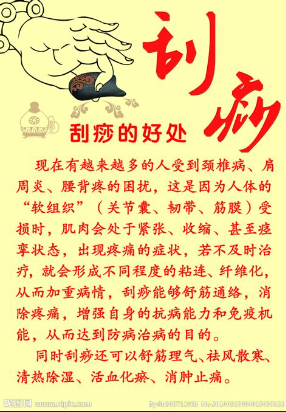 刮痧
刮痧的好处
现在有越来越多的人受到颈椎病、肩
周炎、腰背疼的困扰，这是因为人体的
“软组织”（关节囊、韧带、筋膜）受
损时，肌肉会处于紧张、收缩、甚至痉
挛状态，出现疼痛的症状，若不及时治
疗，就会形成不同程度的粘连、纤维化，
从而加重病情，刮痧能够舒筋通络，消
除疼痛，增强自身的抗病能力和免疫机
能，从而达到防病治病的目的。
同时刮痧还可以舒筋理气、祛风散寒、
清热除湿、活血化瘀、消肿止痛。